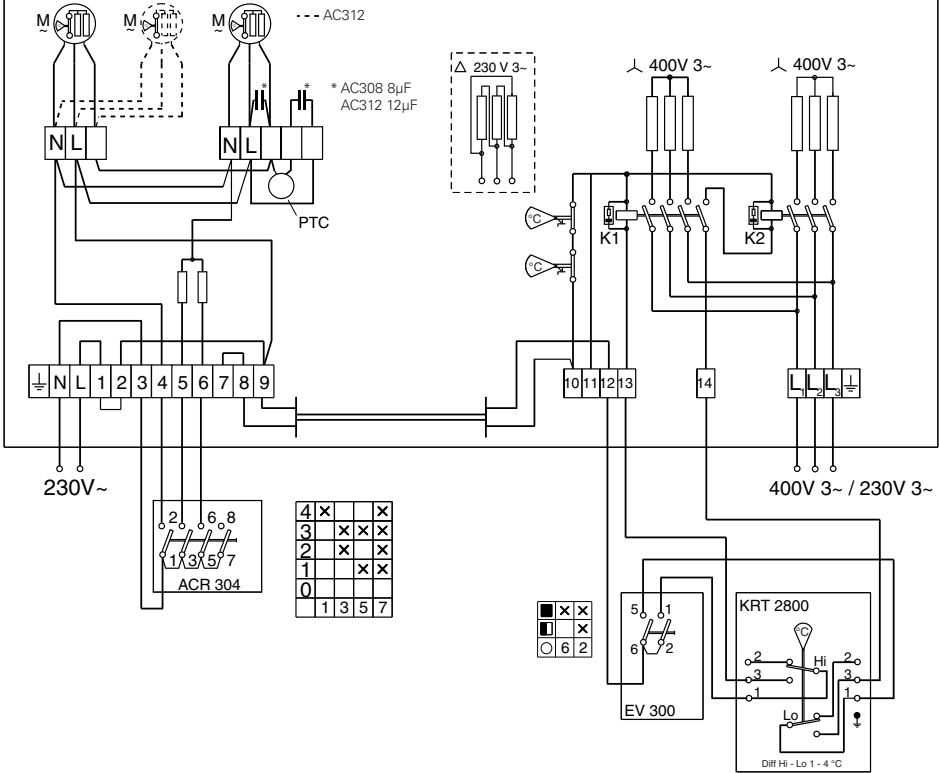 M ~
M ~
M ~
--- AC312
* *
* AC308 8µF
AC312 12µF
△ 230 V 3~
400V 3~
400V 3~
N L
N L
PTC
°C
°C
K1
K2
N L 1 2 3 4 5 6 7 8 9
10 11 12 13
14
L1 L2 L3
230V~
400V 3~ / 230V 3~
2 6 8
1 3 5 7
ACR 304
4 × ×
3 × × ×
2 × ×
1 × ×
0
1 3 5 7
× ×
×
6 2
5 1
6 2
EV 300
KRT 2800
°C
2 Hi 2
3 3
1 1
Lo
Diff Hi - Lo 1 - 4 °C